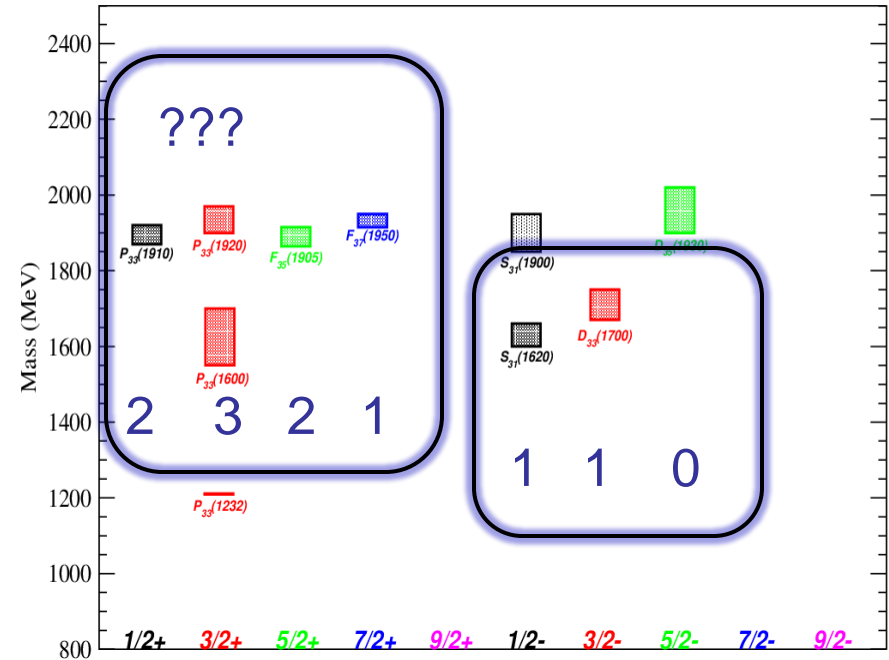 2400
2200
2000
1800
1600
1400
1200
1000
800
Mass (MeV)
???
P33(1910)
P33(1920)
F35(1905)
F37(1950)
P33(1600)
2 3 2 1
P33(1232)
S31(1900)
D35(1930)
D33(1700)
S31(1620)
1 1 0
1/2+ 3/2+ 5/2+ 7/2+ 9/2+ 1/2- 3/2- 5/2- 7/2- 9/2-